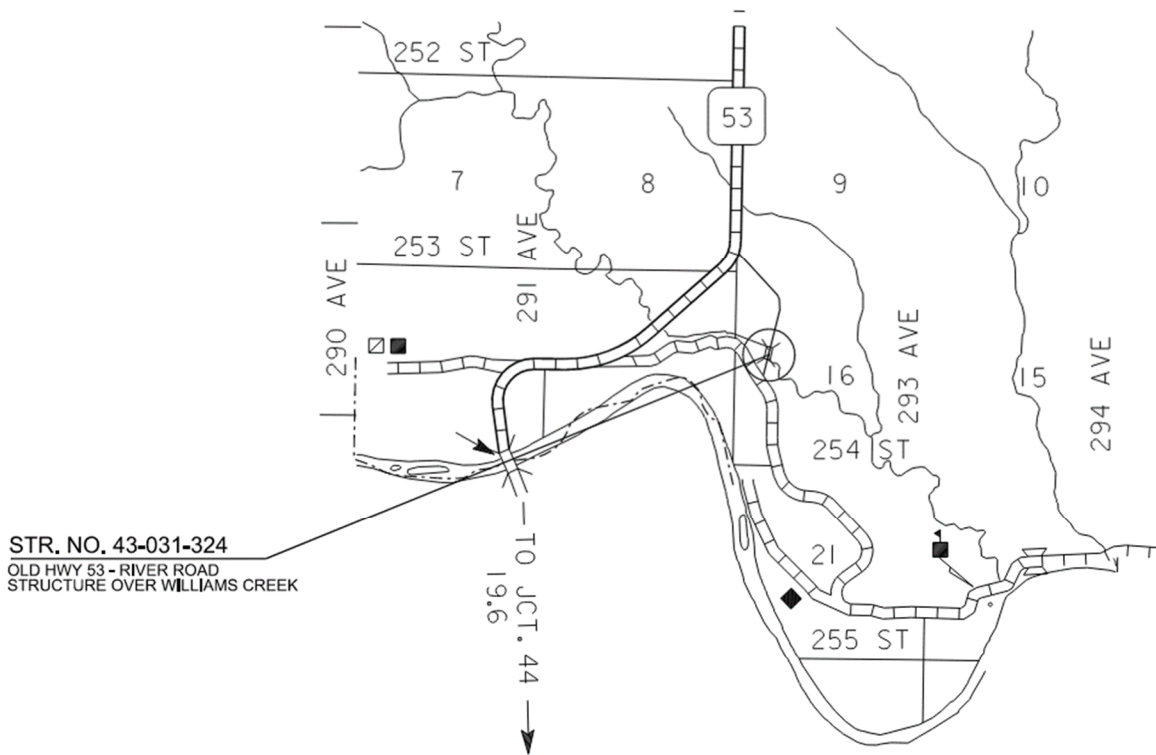 252 ST
53
7
8
9
10
253 ST
291 AVE
290 AVE
293 AVE
294 AVE
16
15
254 ST
21
255 ST
TO JCT. 44
19.6
STR. NO. 43-031-324
OLD HWY 53 - RIVER ROAD
STRUCTURE OVER WILLIAMS CREEK